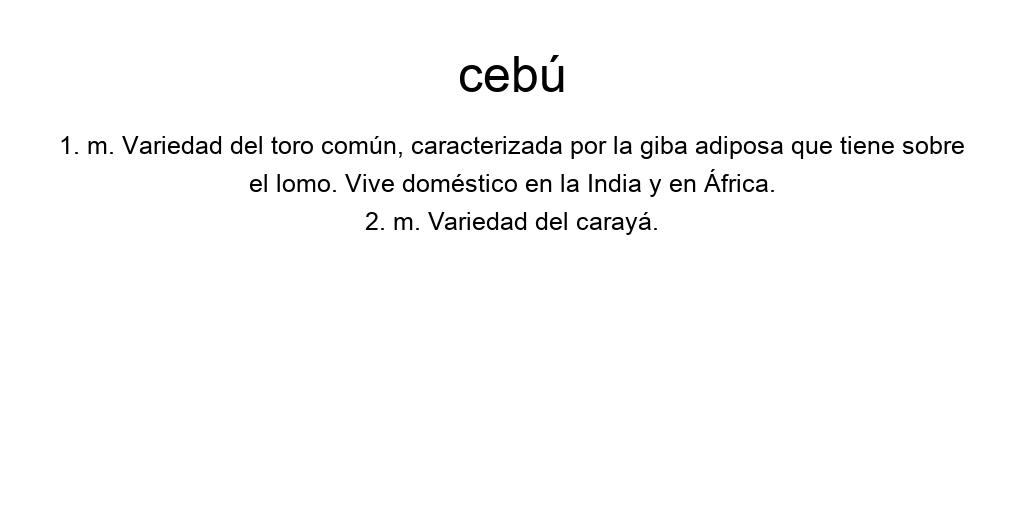 cebú
1. m. Variedad del toro común, caracterizada por la giba adiposa que tiene sobre
el lomo. Vive doméstico en la India y en África.
2. m. Variedad del carayá.